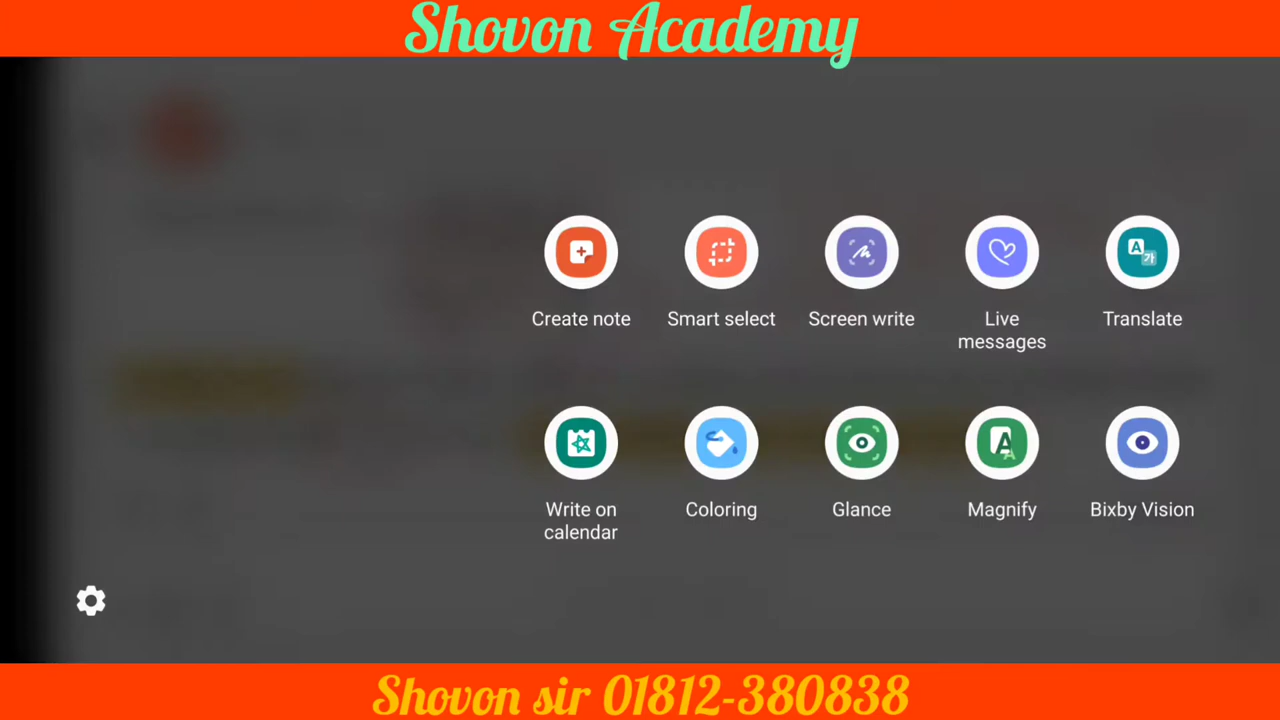 Shovon Academy
Create note
Smart select
Screen write
Live
messages
Translate
Write on
calendar
Coloring
Glance
Magnify
Bixby Vision
Shovon sir 01812-380838